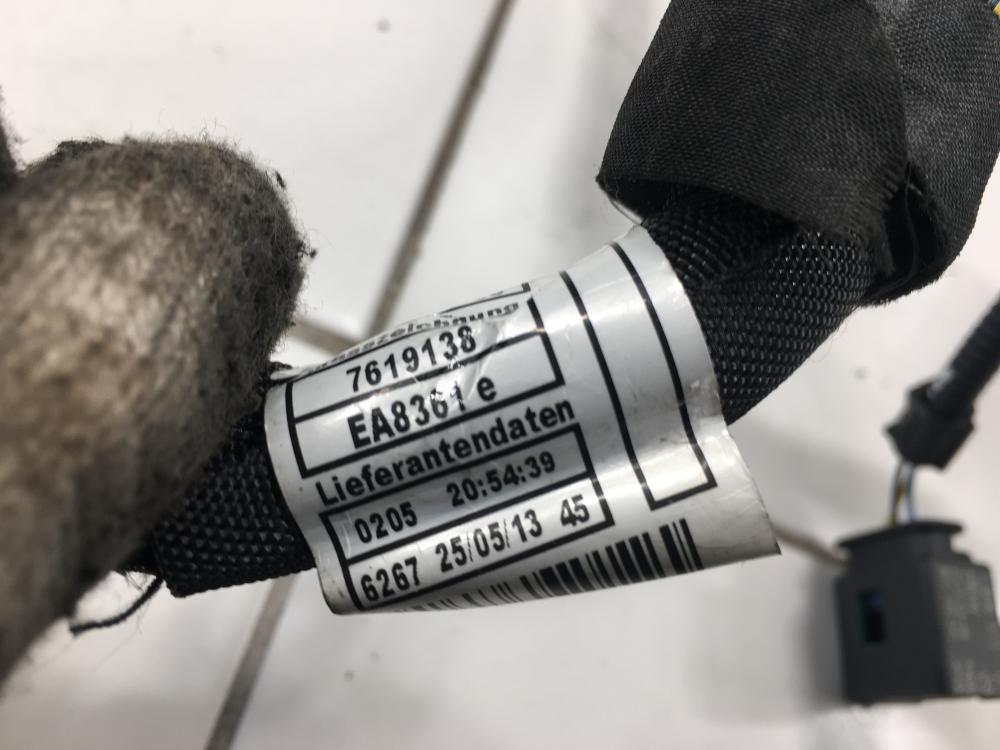 7619138
EA8361 e
Lieferantendaten
0205 20:54:39
6267 25/05/13 45